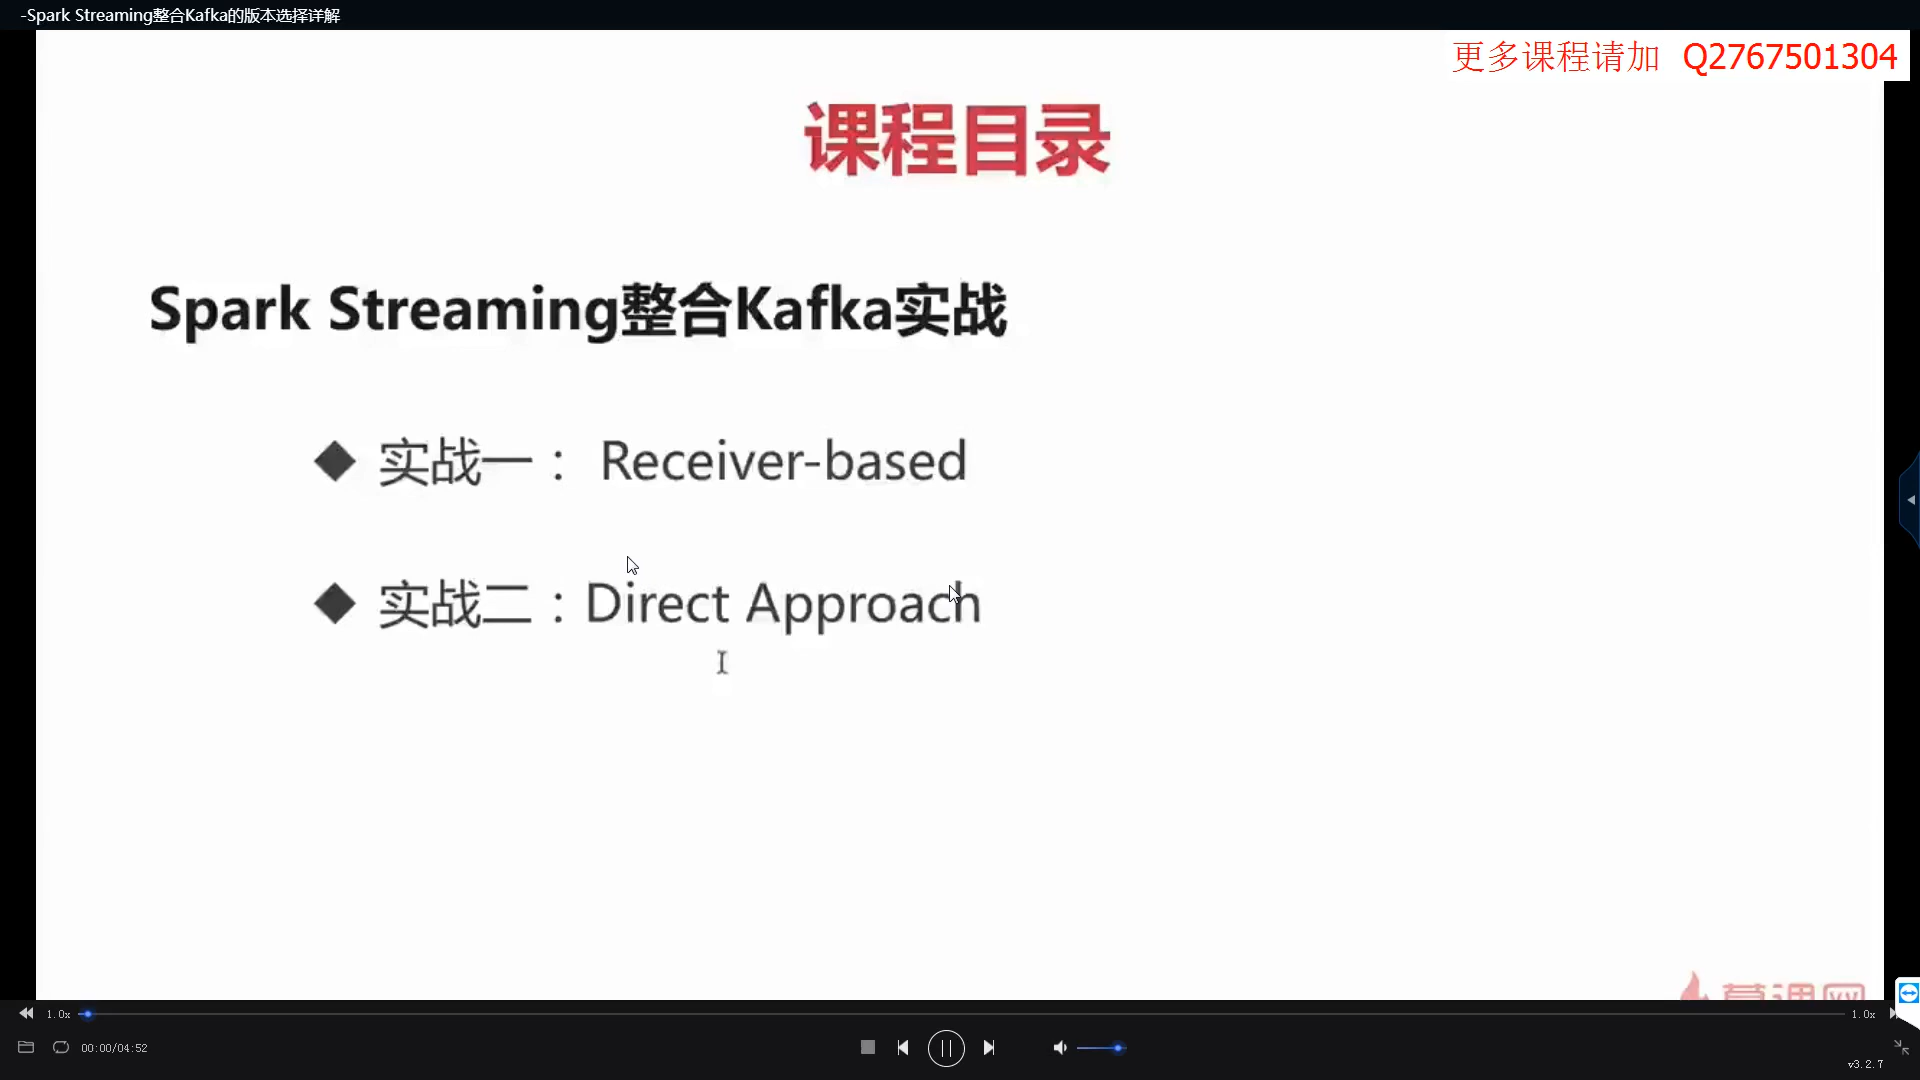 -Spark Streaming整合Kafka的版本选择详解
更多课程请加 Q2767501304
课程目录
Spark Streaming整合Kafka实战
◆ 实战一： Receiver-based
◆ 实战二：Direct Approach
慕课网
1.0x
1.0x
00:00/04:52
v3.2.7